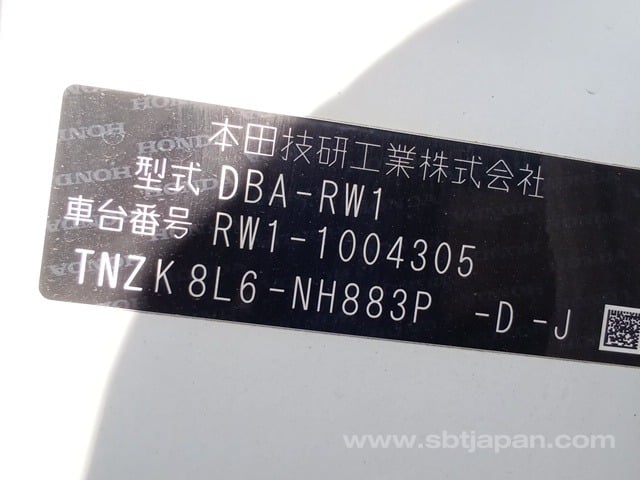 本田技研工業株式会社
型式 DBA-RW1
車台番号 RW1-1004305
TNZK8L6-NH883P -D-J
www.sbtjapan.com